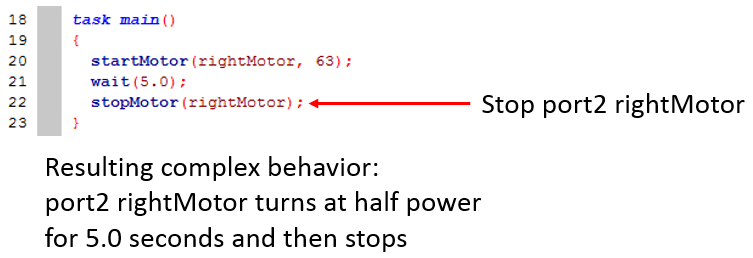 18 task main()
19 {
20 startMotor(rightMotor, 63);
21 wait(5.0);
22 stopMotor(rightMotor); Stop port2 rightMotor
23 }
Resulting complex behavior:
port2 rightMotor turns at half power
for 5.0 seconds and then stops